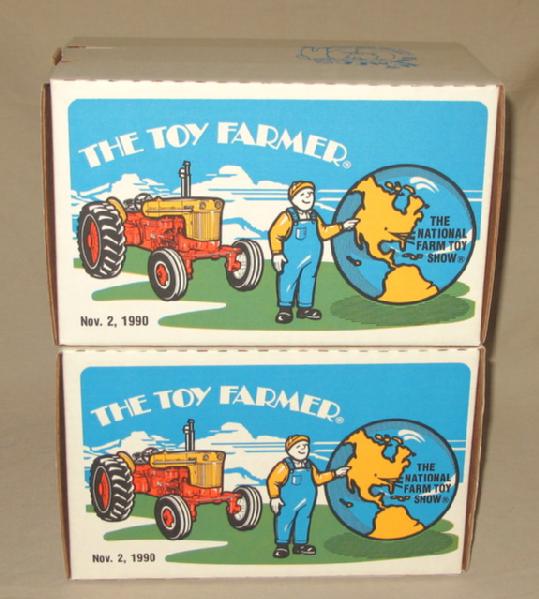 THE TOY FARMER®
THE
NATIONAL
FARM TOY
SHOW®
Nov. 2, 1990
THE TOY FARMER®
THE
NATIONAL
FARM TOY
SHOW®
Nov. 2, 1990